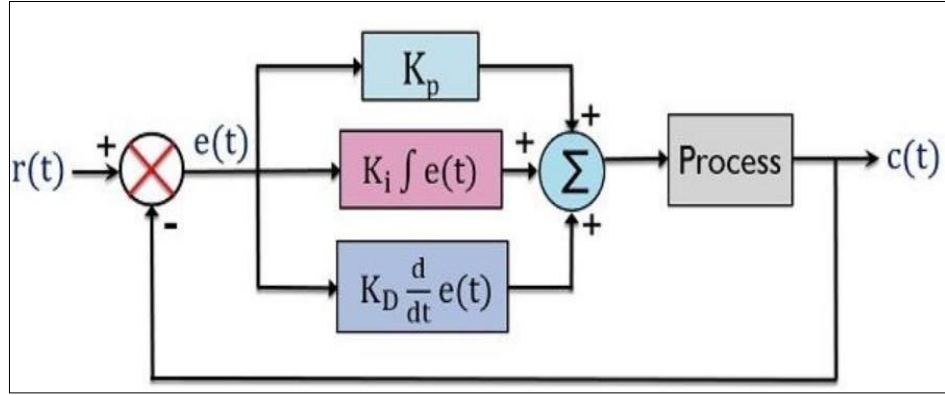 K_p
+
+ e(t) +
r(t) K_i ∫ e(t) Σ Process c(t)
-
+
K_D d/dt e(t)